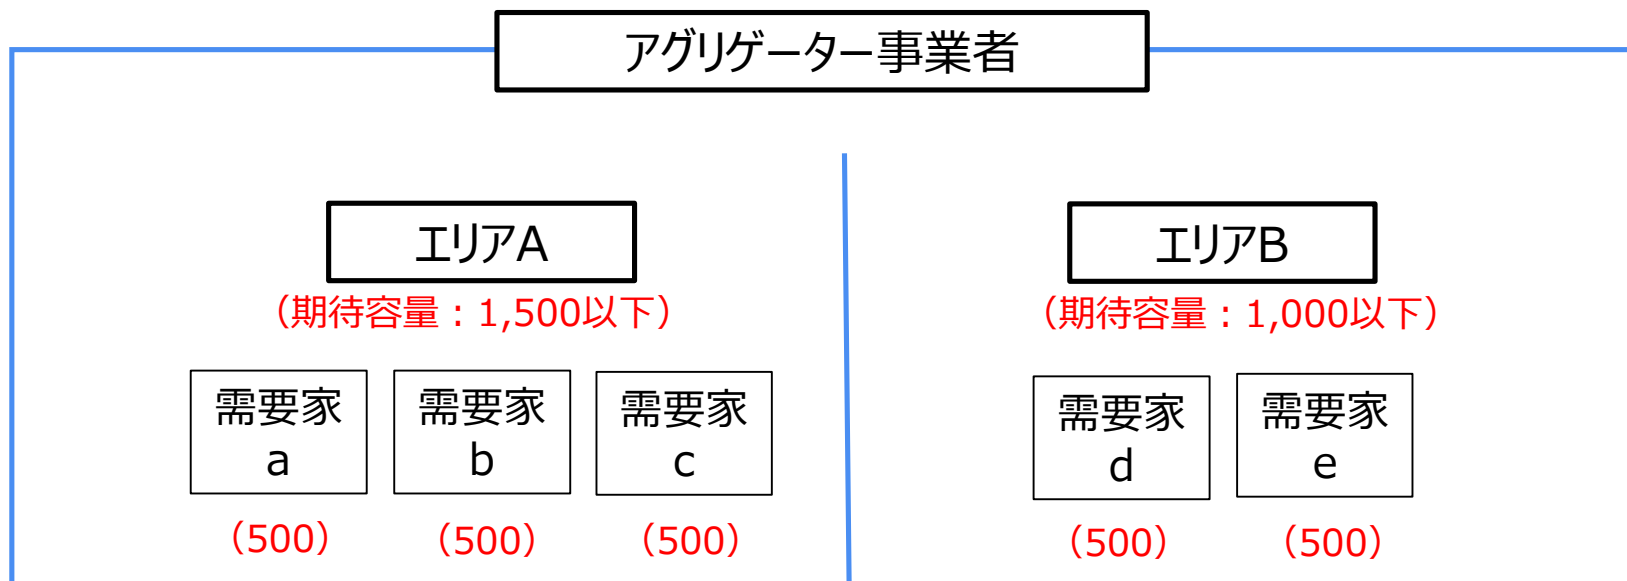 アグリゲーター事業者
エリアA
（期待容量：1,500以下）
需要家
a
需要家
b
需要家
c
（500）
（500）
（500）
エリアB
（期待容量：1,000以下）
需要家
d
需要家
e
（500）
（500）